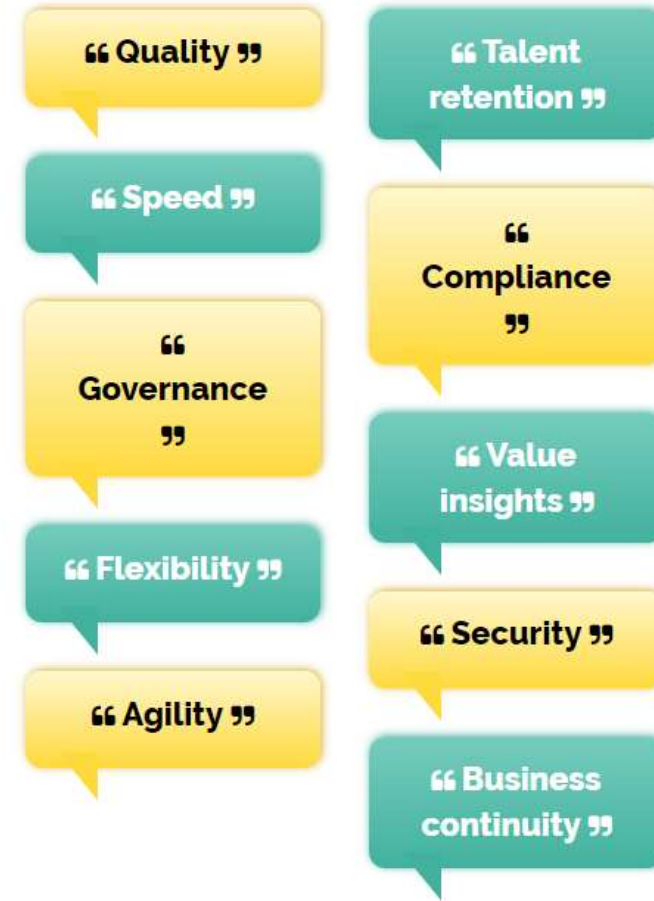 ❝ Quality ❞
❝ Speed ❞
❝
Governance
❞
❝ Flexibility ❞
❝ Agility ❞
❝ Talent
retention ❞
❝
Compliance
❞
❝ Value
insights ❞
❝ Security ❞
❝ Business
continuity ❞